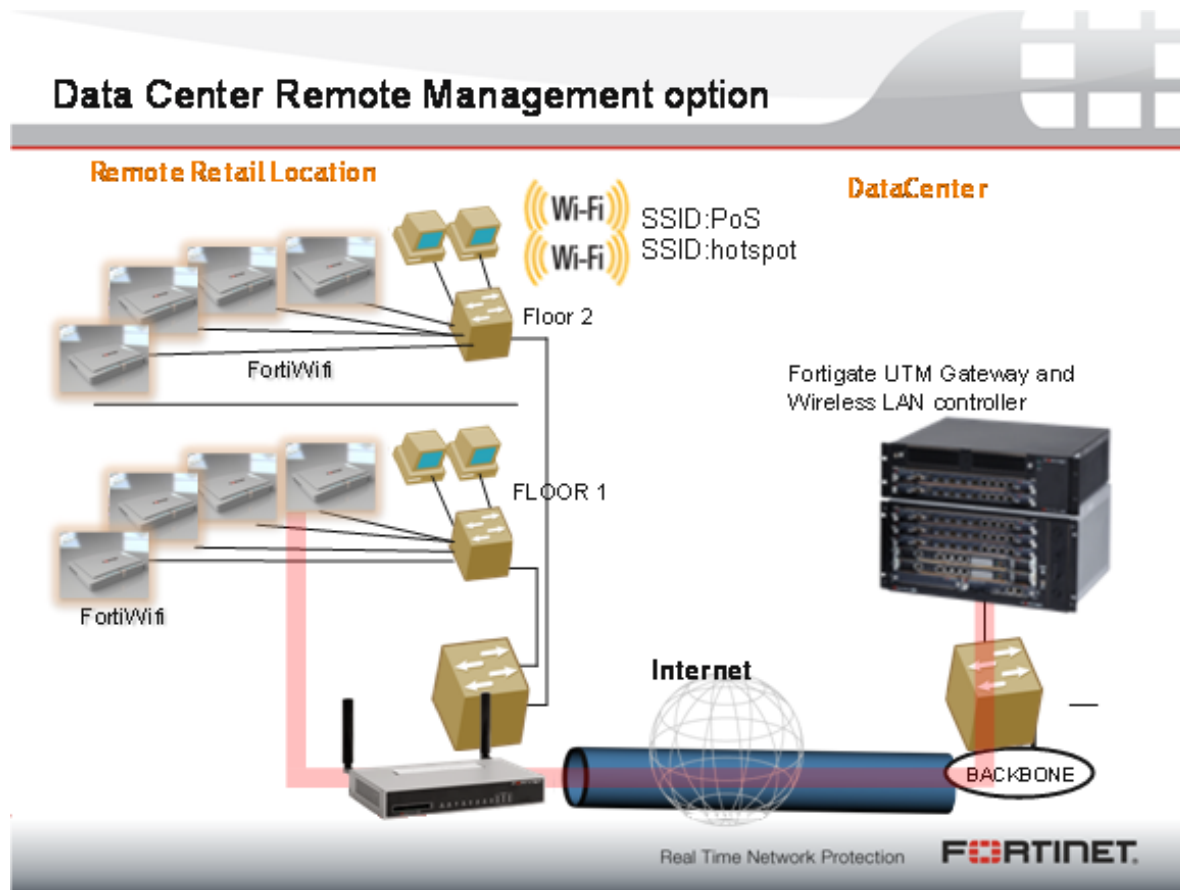 Data Center Remote Management option
Remote Retail Location
DataCenter
Wi-Fi
SSID:PoS
Wi-Fi
SSID:hotspot
Floor 2
FortiWifi
Fortigate UTM Gateway and
Wireless LAN controller
FLOOR 1
FortiWifi
Internet
BACKBONE
Real Time Network Protection
FORTINET.